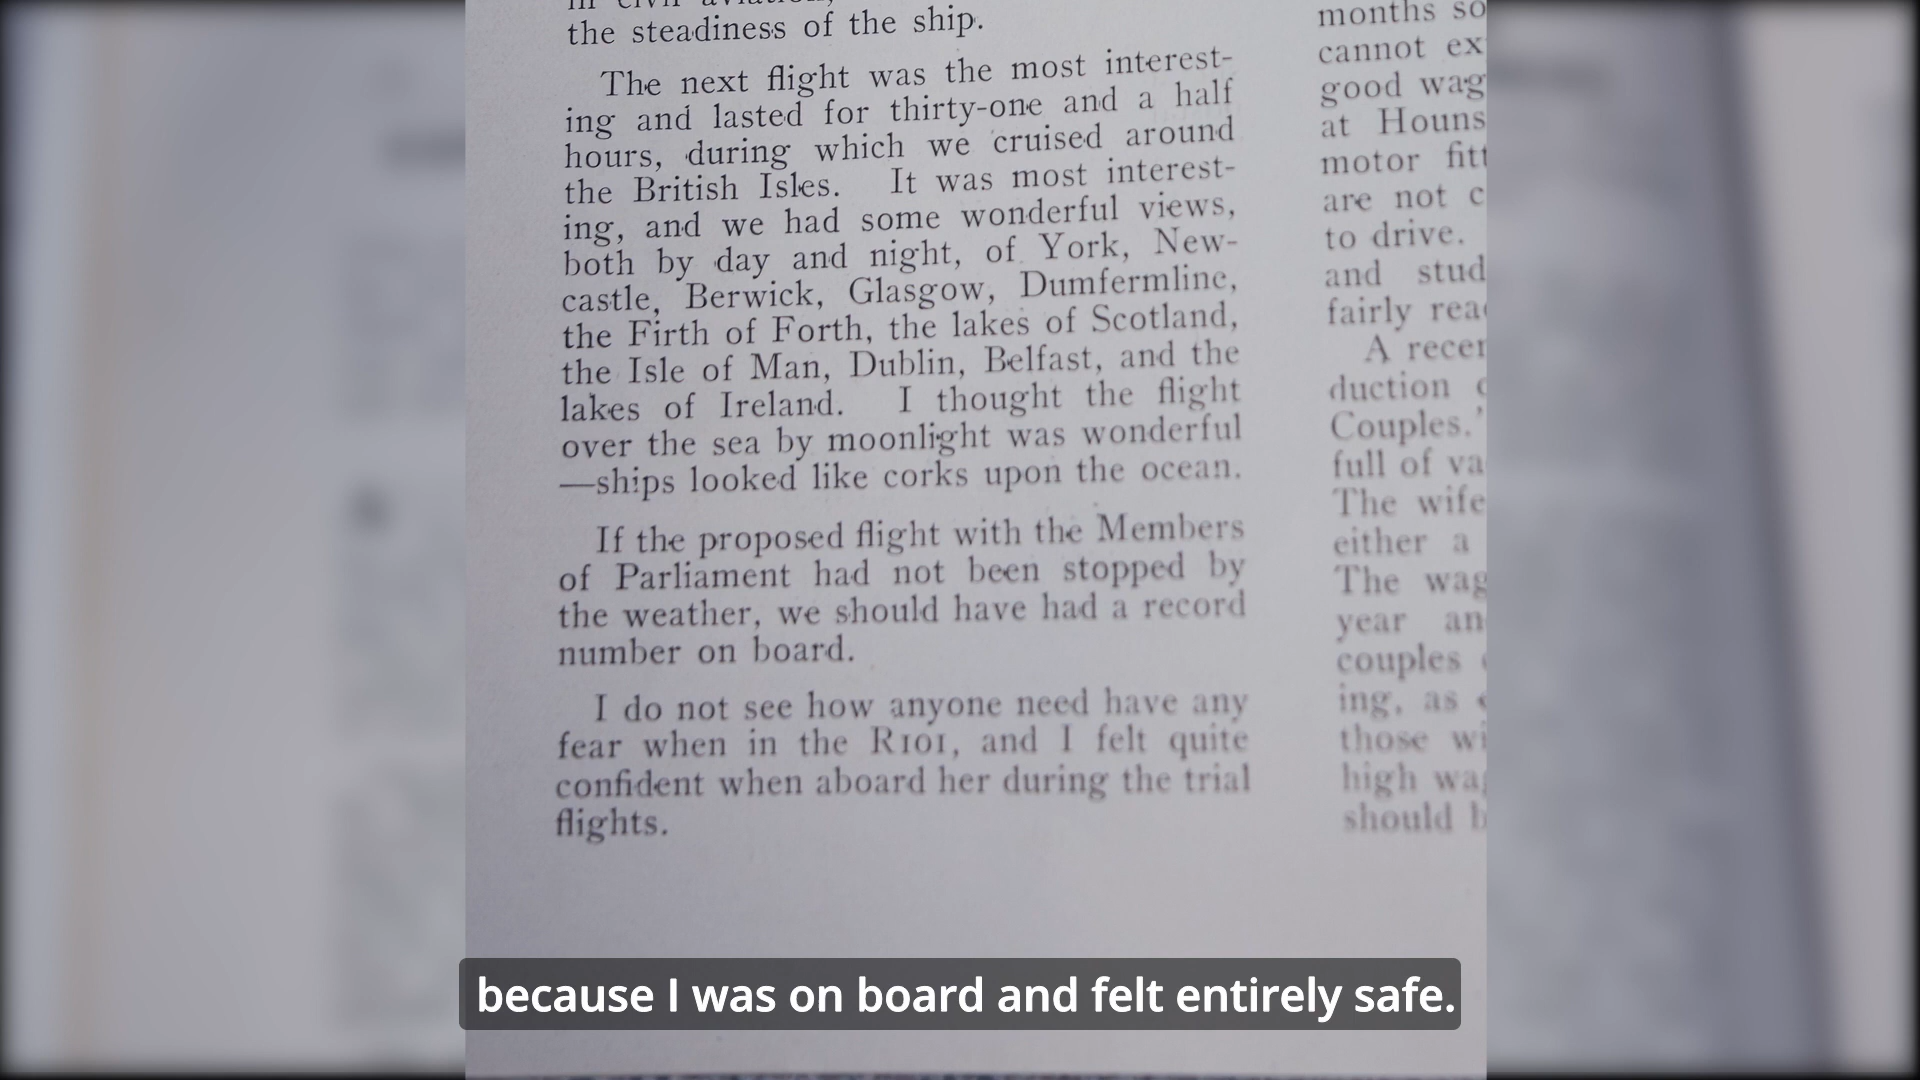 the steadiness of the ship.
The next flight was the most interest-
ing and lasted for thirty-one and a half
hours, during which we cruised around
the British Isles. It was most interest-
ing, and we had some wonderful views,
both by day and night, of York, New-
castle, Berwick, Glasgow, Dumfermline,
the Firth of Forth, the lakes of Scotland,
the Isle of Man, Dublin, Belfast, and the
lakes of Ireland. I thought the flight
over the sea by moonlight was wonderful
—ships looked like corks upon the ocean.
If the proposed flight with the Members
of Parliament had not been stopped by
the weather, we should have had a record
number on board.
I do not see how anyone need have any
fear when in the R101, and I felt quite
confident when aboard her during the trial
flights.
months so
cannot ex
good wag
at Houns
motor fit
are not c
to drive.
and stud
fairly rea
A recen
duction
Couples.'
full of va
The wife
either a
The wag
year an
couples
ing, as
those wi
high wa
should b
because I was on board and felt entirely safe.